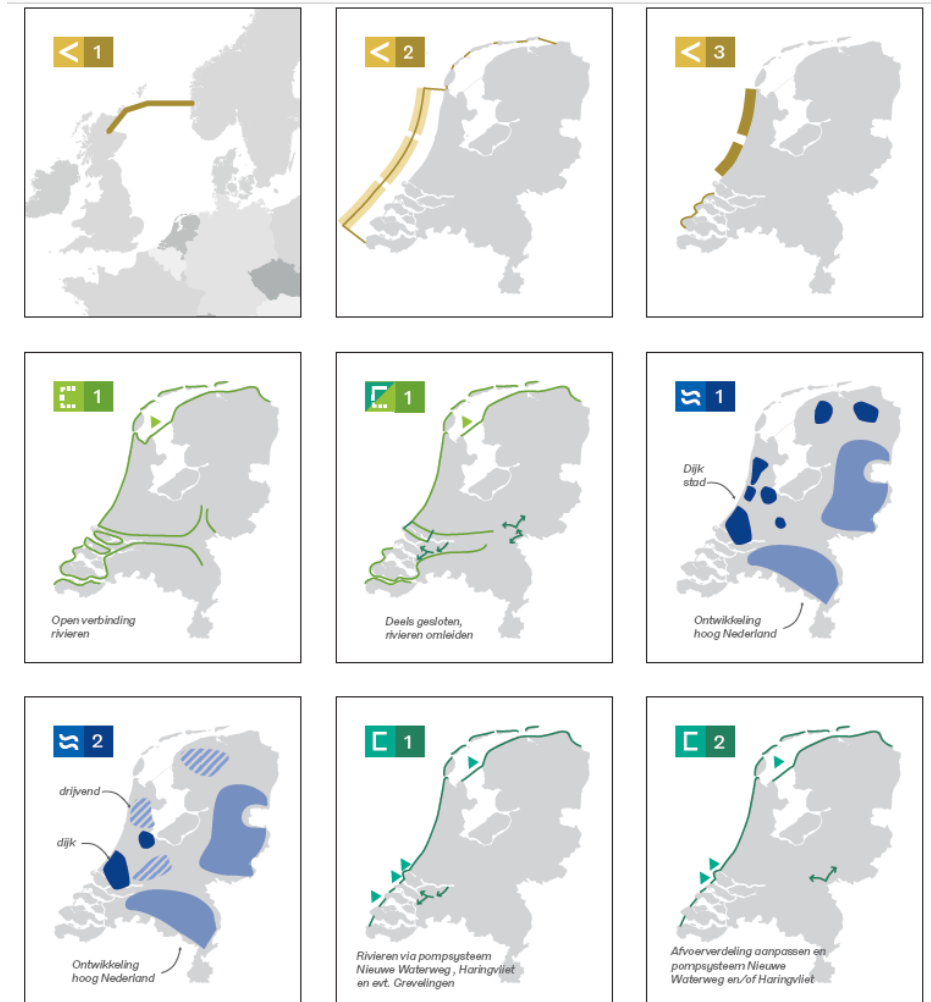 < 1
< 2
< 3
1
1
≈ 1
Dijk
stad
Open verbinding
rivieren
Deels gesloten,
rivieren omleiden
Ontwikkeling
hoog Nederland
≈ 2
1
2
drijvend
dijk
Ontwikkeling
hoog Nederland
Rivieren via pompsysteem
Nieuwe Waterweg , Haringvliet
en evt. Grevelingen
Afvoerverdeling aanpassen en
pompsysteem Nieuwe
Waterweg en/of Haringvliet